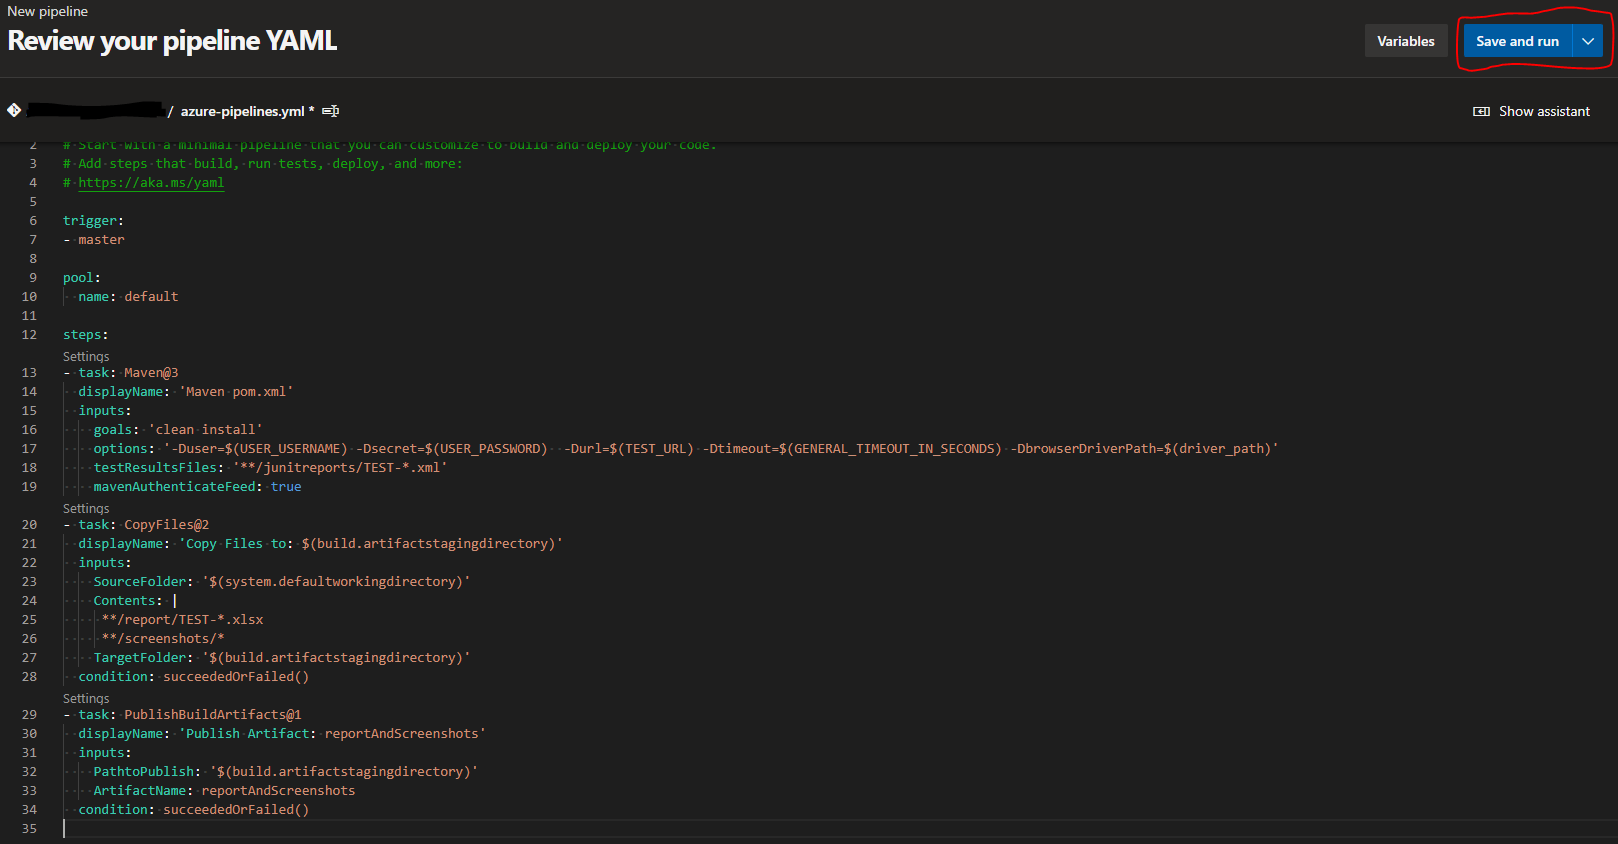 New pipeline
Review your pipeline YAML
Variables
Save and run
/ azure-pipelines.yml *
Show assistant
2 # Start with a minimal pipeline that you can customize to build and deploy your code.
3 # Add steps that build, run tests, deploy, and more:
4 # https://aka.ms/yaml
5
6 trigger:
7 - master
8
9 pool:
10   name: default
11
12 steps:
Settings
13 - task: Maven@3
14   displayName: 'Maven pom.xml'
15   inputs:
16     goals: 'clean install'
17     options: '-Duser=$(USER_USERNAME) -Dsecret=$(USER_PASSWORD)  -Durl=$(TEST_URL) -Dtimeout=$(GENERAL_TIMEOUT_IN_SECONDS) -DbrowserDriverPath=$(driver_path)'
18     testResultsFiles: '**/junitreports/TEST-*.xml'
19     mavenAuthenticateFeed: true
Settings
20 - task: CopyFiles@2
21   displayName: 'Copy Files to: $(build.artifactstagingdirectory)'
22   inputs:
23     SourceFolder: '$(system.defaultworkingdirectory)'
24     Contents: |
25      **/report/TEST-*.xlsx
26      **/screenshots/*
27     TargetFolder: '$(build.artifactstagingdirectory)'
28   condition: succeededOrFailed()
Settings
29 - task: PublishBuildArtifacts@1
30   displayName: 'Publish Artifact: reportAndScreenshots'
31   inputs:
32     PathtoPublish: '$(build.artifactstagingdirectory)'
33     ArtifactName: reportAndScreenshots
34   condition: succeededOrFailed()
35